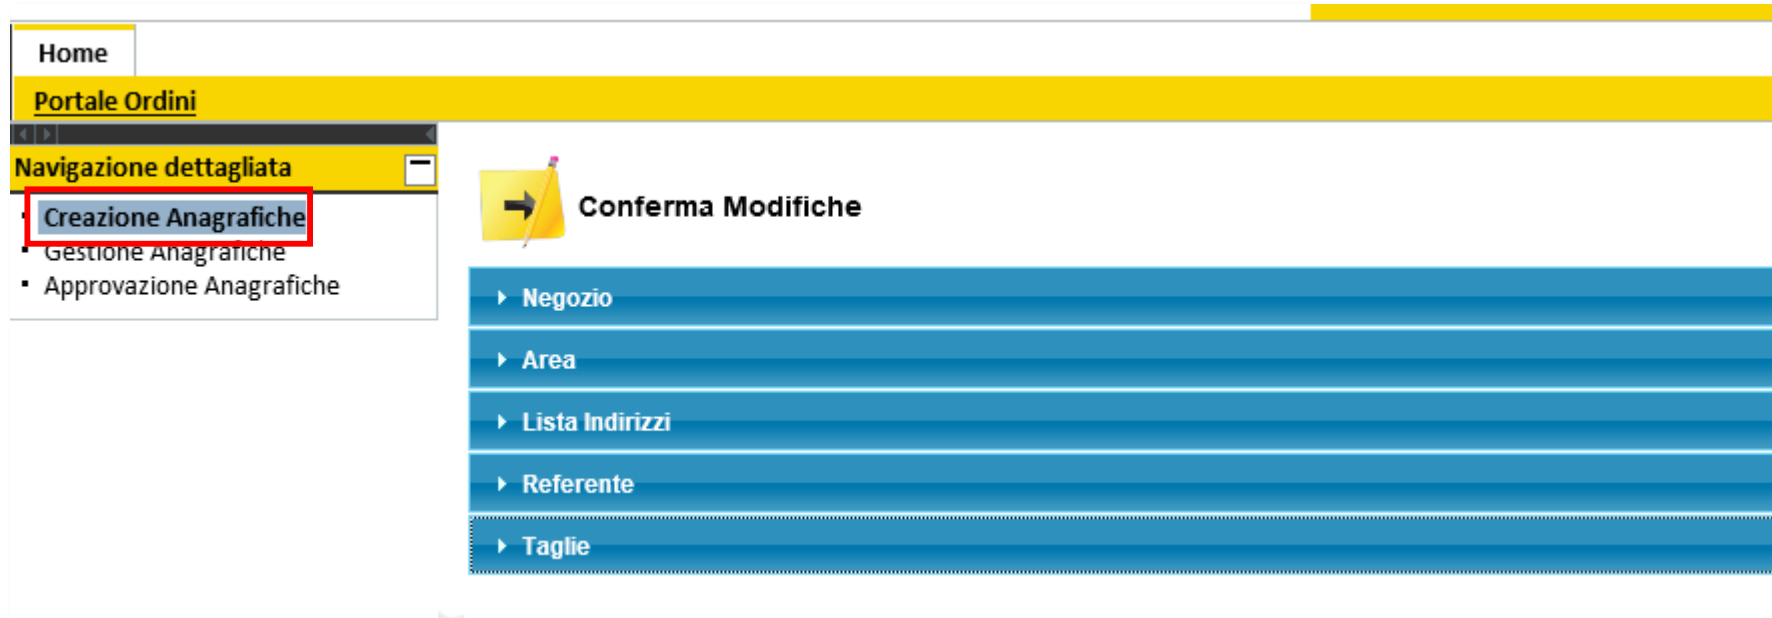 Home
Portale Ordini
Navigazione dettagliata
Creazione Anagrafiche
Gestione Anagrafiche
Approvazione Anagrafiche
Conferma Modifiche
Negozio
Area
Lista Indirizzi
Referente
Taglie